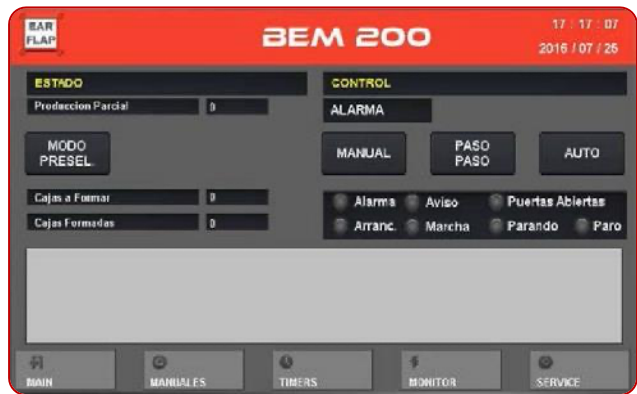 EAR
FLAP
BEM 200
17 : 17 : 07
2016 / 07 / 26
ESTADO
Produccion Parcial 0
MODO
PRESEL.
Cajas a Formar 0
Cajas Formadas 0
CONTROL
ALARMA
MANUAL
PASO
PASO
AUTO
Alarma Aviso Puertas Abiertas
Arranc. Marcha Parando Paro
MAIN MANUALES TIMERS MONITOR SERVICE